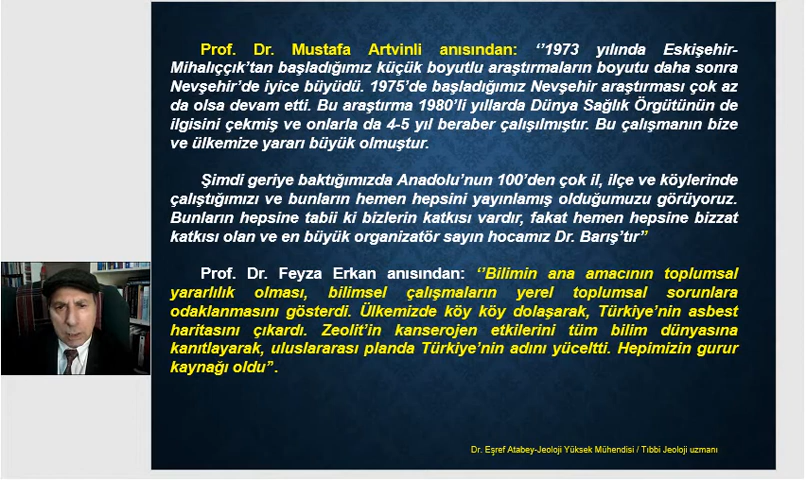 Prof. Dr. Mustafa Artvinli anısından: ‘’1973 yılında Eskişehir-
Mihalıççık’tan başladığımız küçük boyutlu araştırmaların boyutu daha sonra
Nevşehir’de iyice büyüdü. 1975’de başladığımız Nevşehir araştırması çok az
da olsa devam etti. Bu araştırma 1980’li yıllarda Dünya Sağlık Örgütünün de
ilgisini çekmiş ve onlarla da 4-5 yıl beraber çalışılmıştır. Bu çalışmanın bize
ve ülkemize yararı büyük olmuştur.
Şimdi geriye baktığımızda Anadolu’nun 100’den çok il, ilçe ve köylerinde
çalıştığımızı ve bunların hemen hepsini yayınlamış olduğumuzu görüyoruz.
Bunların hepsine tabii ki bizlerin katkısı vardır, fakat hemen hepsine bizzat
katkısı olan ve en büyük organizatör sayın hocamız Dr. Barış’tır”
Prof. Dr. Feyza Erkan anısından: ‘’Bilimin ana amacının toplumsal
yararlılık olması, bilimsel çalışmaların yerel toplumsal sorunlara
odaklanmasını gösterdi. Ülkemizde köy köy dolaşarak, Türkiye’nin asbest
haritasını çıkardı. Zeolit’in kanserojen etkilerini tüm bilim dünyasına
kanıtlayarak, uluslararası planda Türkiye’nin adını yüceltti. Hepimizin gurur
kaynağı oldu”.
Dr. Eşref Atabey-Jeoloji Yüksek Mühendisi / Tıbbi Jeoloji uzmanı